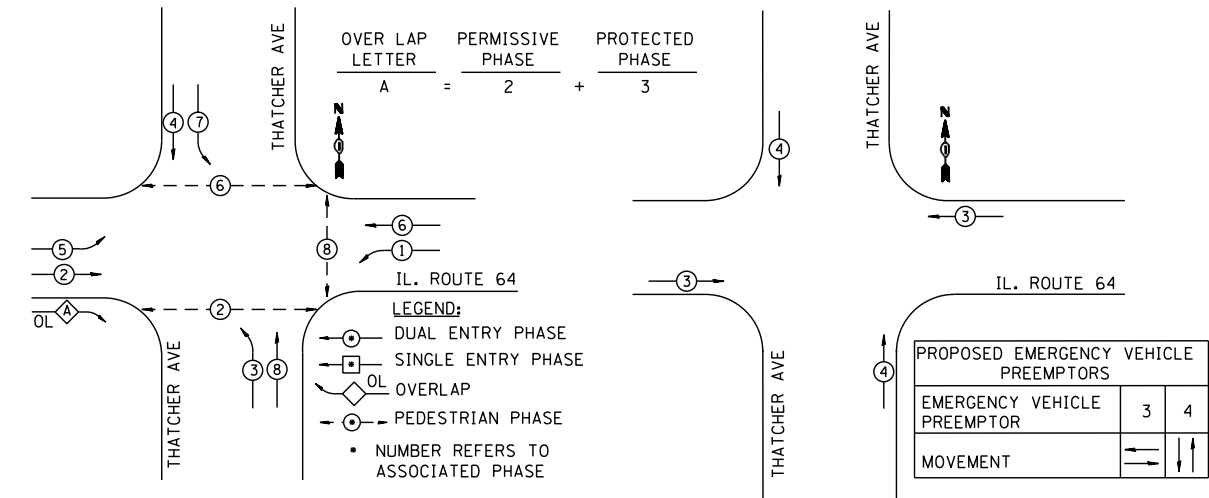 OVER LAP PERMISSIVE PROTECTED
LETTER PHASE PHASE
A = 2 + 3
THATCHER AVE
N
4 7
6
6
8
1
5
2
IL. ROUTE 64
2
A
OL
3 8
THATCHER AVE
LEGEND:
* DUAL ENTRY PHASE
* SINGLE ENTRY PHASE
OL OVERLAP
* PEDESTRIAN PHASE
* NUMBER REFERS TO
ASSOCIATED PHASE
THATCHER AVE
N
4
3
3
IL. ROUTE 64
4
THATCHER AVE
PROPOSED EMERGENCY VEHICLE
PREEMPTORS
EMERGENCY VEHICLE
PREEMPTOR 3 4
MOVEMENT